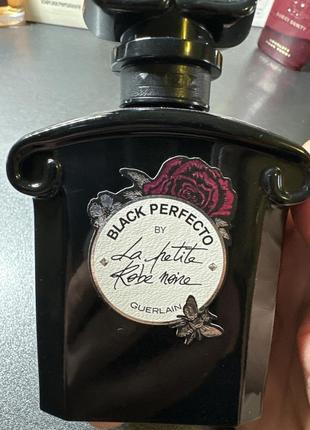 BLACK PERFECTO
BY
La petite
Robe noire
GUERLAIN